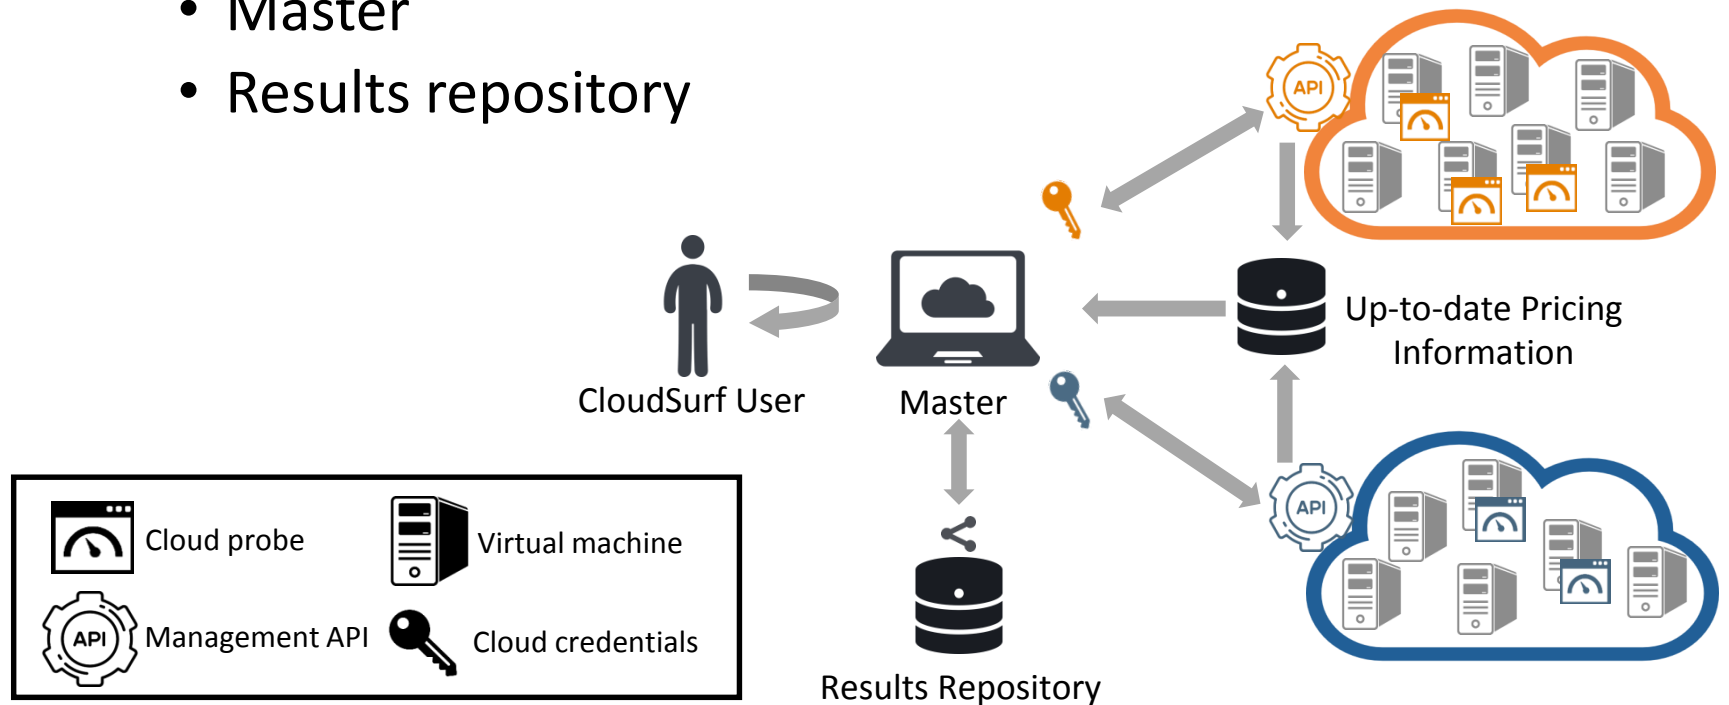 • Master
• Results repository
API
Up-to-date Pricing
Information
CloudSurf User
Master
API
Cloud probe
Virtual machine
API
Management API
Cloud credentials
Results Repository